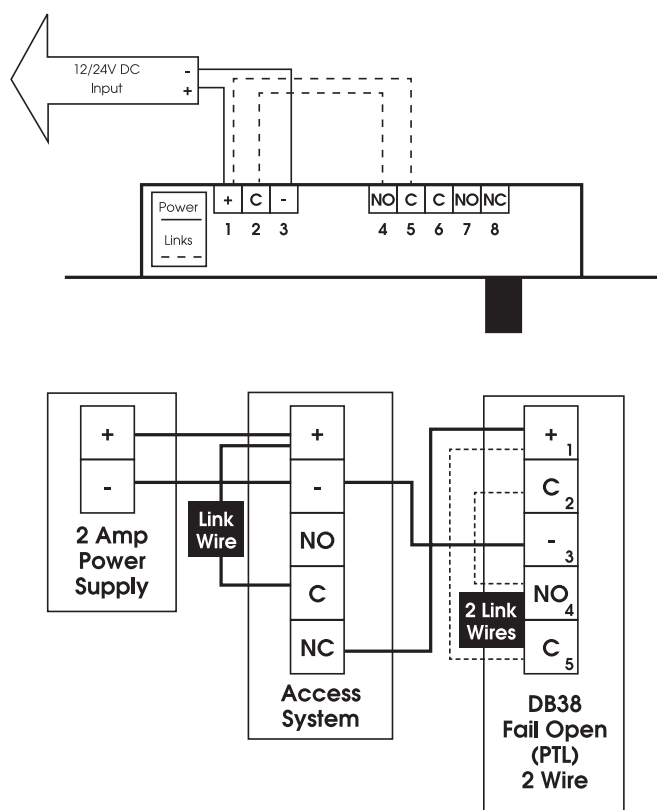 12/24V DC
Input
-
+
Power
Links
+ C - NO C C NO NC
1 2 3 4 5 6 7 8
+
-
2 Amp
Power
Supply
+
-
NO
C
NC
Link
Wire
Access
System
+ 1
C 2
- 3
NO 4
C 5
2 Link
Wires
DB38
Fail Open
(PTL)
2 Wire